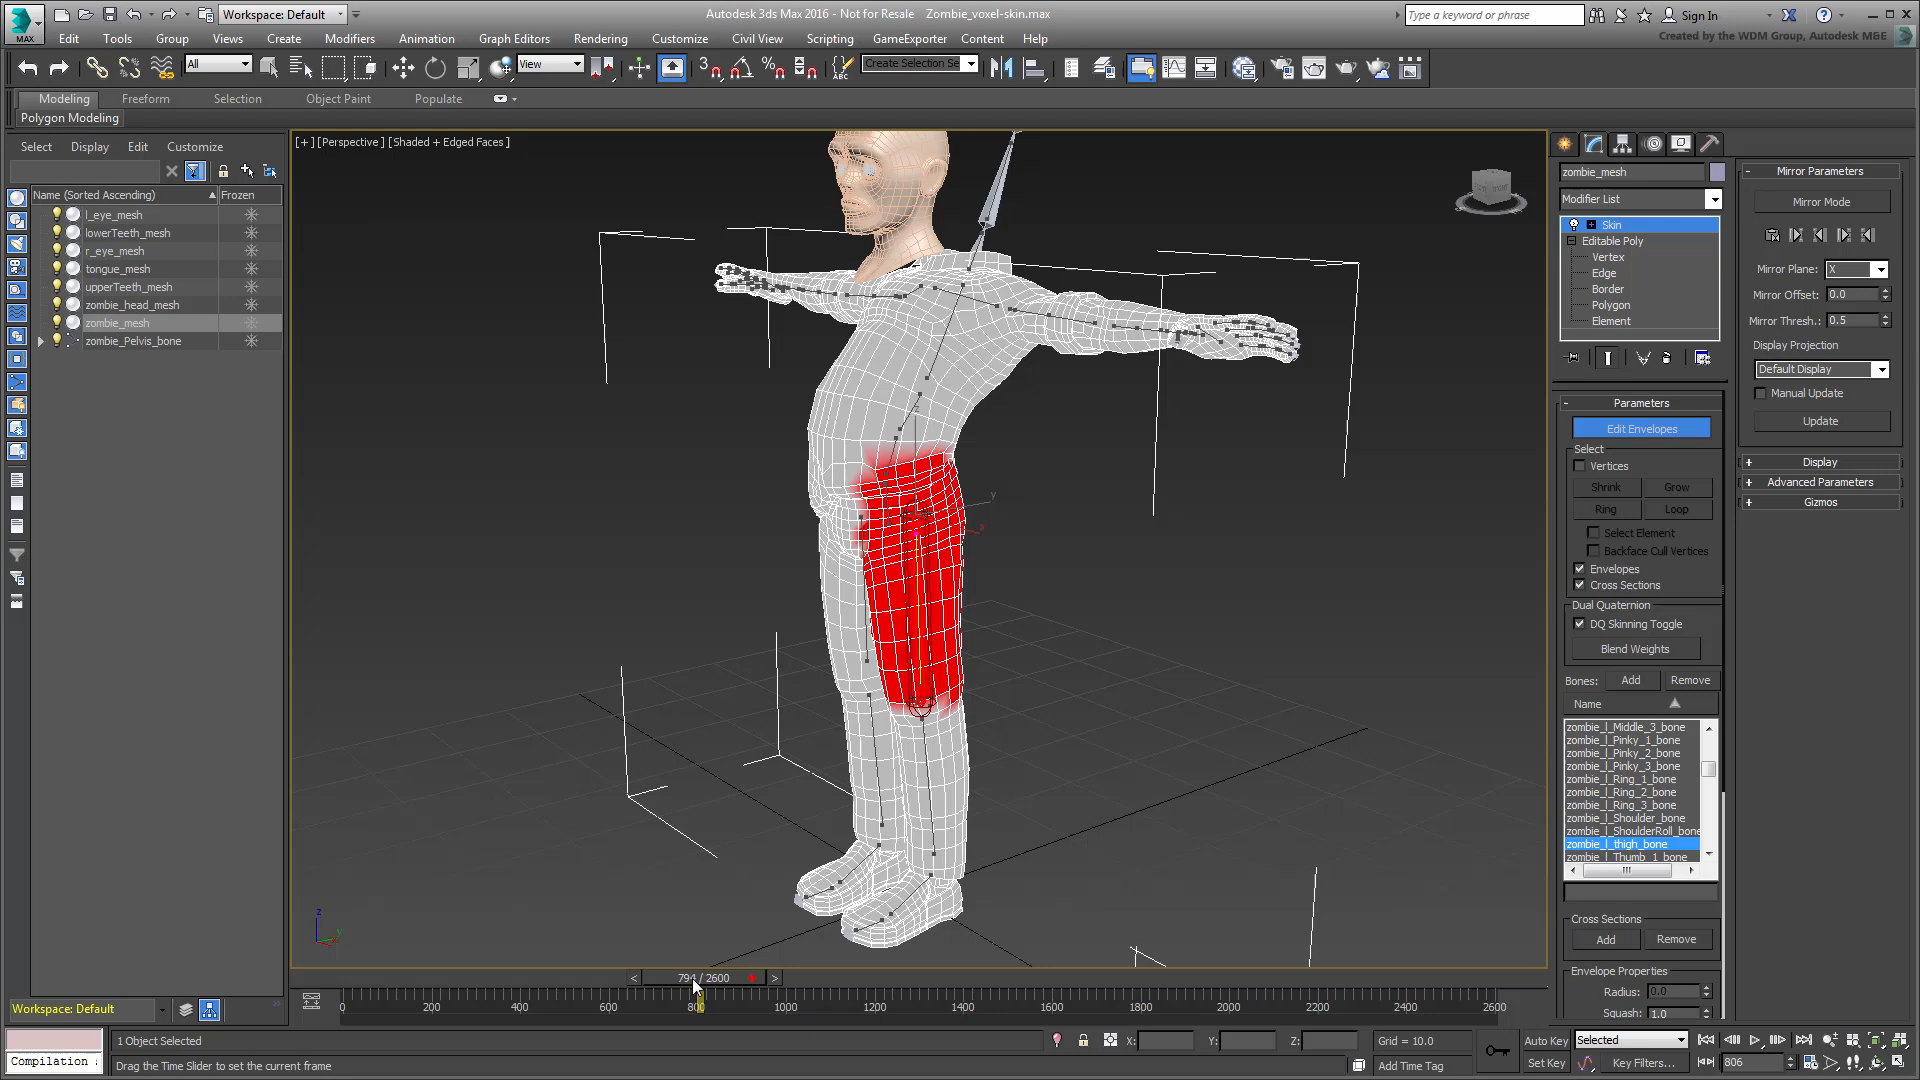 Workspace: Default
Autodesk 3ds Max 2016 - Not for Resale   Zombie_voxel-skin.max
Type a keyword or phrase
Sign In
MAX
Edit Tools Group Views Create Modifiers Animation Graph Editors Rendering Customize Civil View Scripting GameExporter Content Help
Created by the WDM Group, Autodesk M&E
All
View
Create Selection Se
Modeling Freeform Selection Object Paint Populate
Polygon Modeling
Select Display Edit Customize
Name (Sorted Ascending) Frozen
l_eye_mesh
lowerTeeth_mesh
r_eye_mesh
tongue_mesh
upperTeeth_mesh
zombie_head_mesh
zombie_mesh
zombie_Pelvis_bone
[+] [Perspective ] [Shaded + Edged Faces ]
z
y
x
z
y
zombie_mesh
Modifier List
Skin
Editable Poly
Vertex
Edge
Border
Polygon
Element
Parameters
Edit Envelopes
Select
Vertices
Shrink Grow
Ring Loop
Select Element
Backface Cull Vertices
Envelopes
Cross Sections
Dual Quaternion
DQ Skinning Toggle
Blend Weights
Bones: Add Remove
Name
zombie_l_Middle_3_bone
zombie_l_Pinky_1_bone
zombie_l_Pinky_2_bone
zombie_l_Pinky_3_bone
zombie_l_Ring_1_bone
zombie_l_Ring_2_bone
zombie_l_Ring_3_bone
zombie_l_Shoulder_bone
zombie_l_ShoulderRoll_bone
zombie_l_thigh_bone
zombie_l_Thumb_1_bone
Cross Sections
Add Remove
Envelope Properties
Radius: 0.0
Squash: 1.0
Mirror Parameters
Mirror Mode
Mirror Plane: X
Mirror Offset: 0.0
Mirror Thresh.: 0.5
Display Projection
Default Display
Manual Update
Update
Display
Advanced Parameters
Gizmos
< 794 / 2600 >
0 200 400 600 800 1000 1200 1400 1600 1800 2000 2200 2400 2600
Workspace: Default
1 Object Selected
X: Y: Z: Grid = 10.0
Auto Key Selected
Compilation
Drag the Time Slider to set the current frame
Add Time Tag
Set Key Key Filters...
806